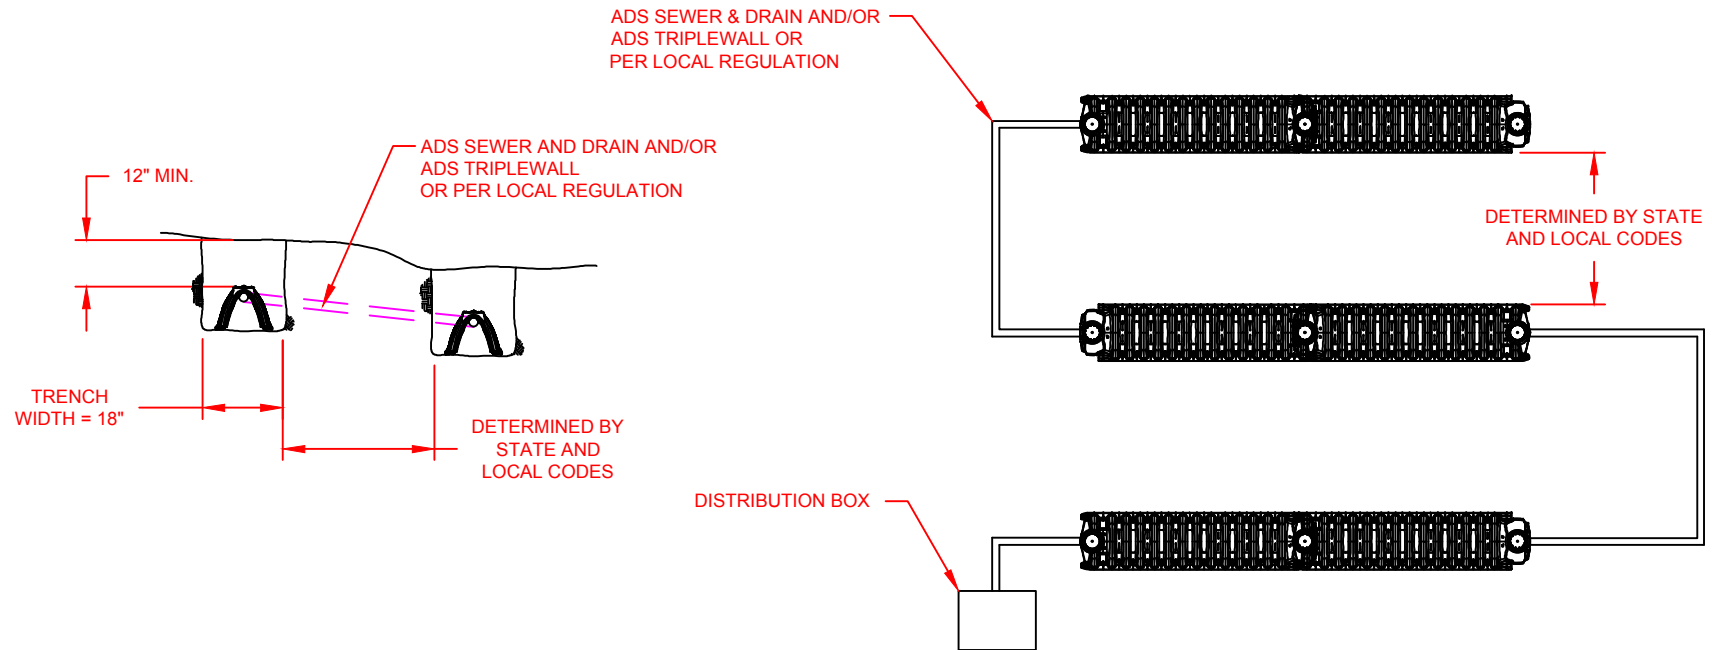 ADS SEWER & DRAIN AND/OR
ADS TRIPLEWALL OR
PER LOCAL REGULATION
ADS SEWER AND DRAIN AND/OR
ADS TRIPLEWALL
OR PER LOCAL REGULATION
12" MIN.
DETERMINED BY STATE
AND LOCAL CODES
TRENCH
WIDTH = 18"
DETERMINED BY
STATE AND
LOCAL CODES
DISTRIBUTION BOX